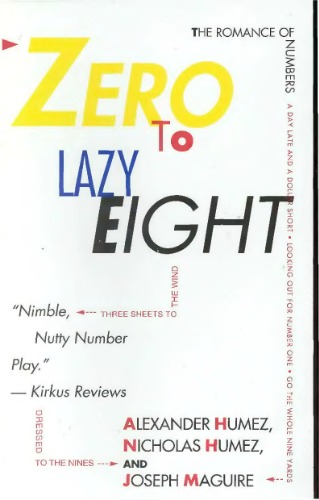 THE ROMANCE OF
NUMBERS
ZERO
TO
LAZY
EIGHT
A DAY LATE AND A DOLLAR SHORT • LOOKING OUT FOR NUMBER ONE • GO THE WHOLE NINE YARDS
"Nimble,
THREE SHEETS TO
THE WIND
Nutty Number
Play."
— Kirkus Reviews
DRESSED
TO THE NINES
ALEXANDER HUMEZ,
NICHOLAS HUMEZ,
AND
JOSEPH MAGUIRE